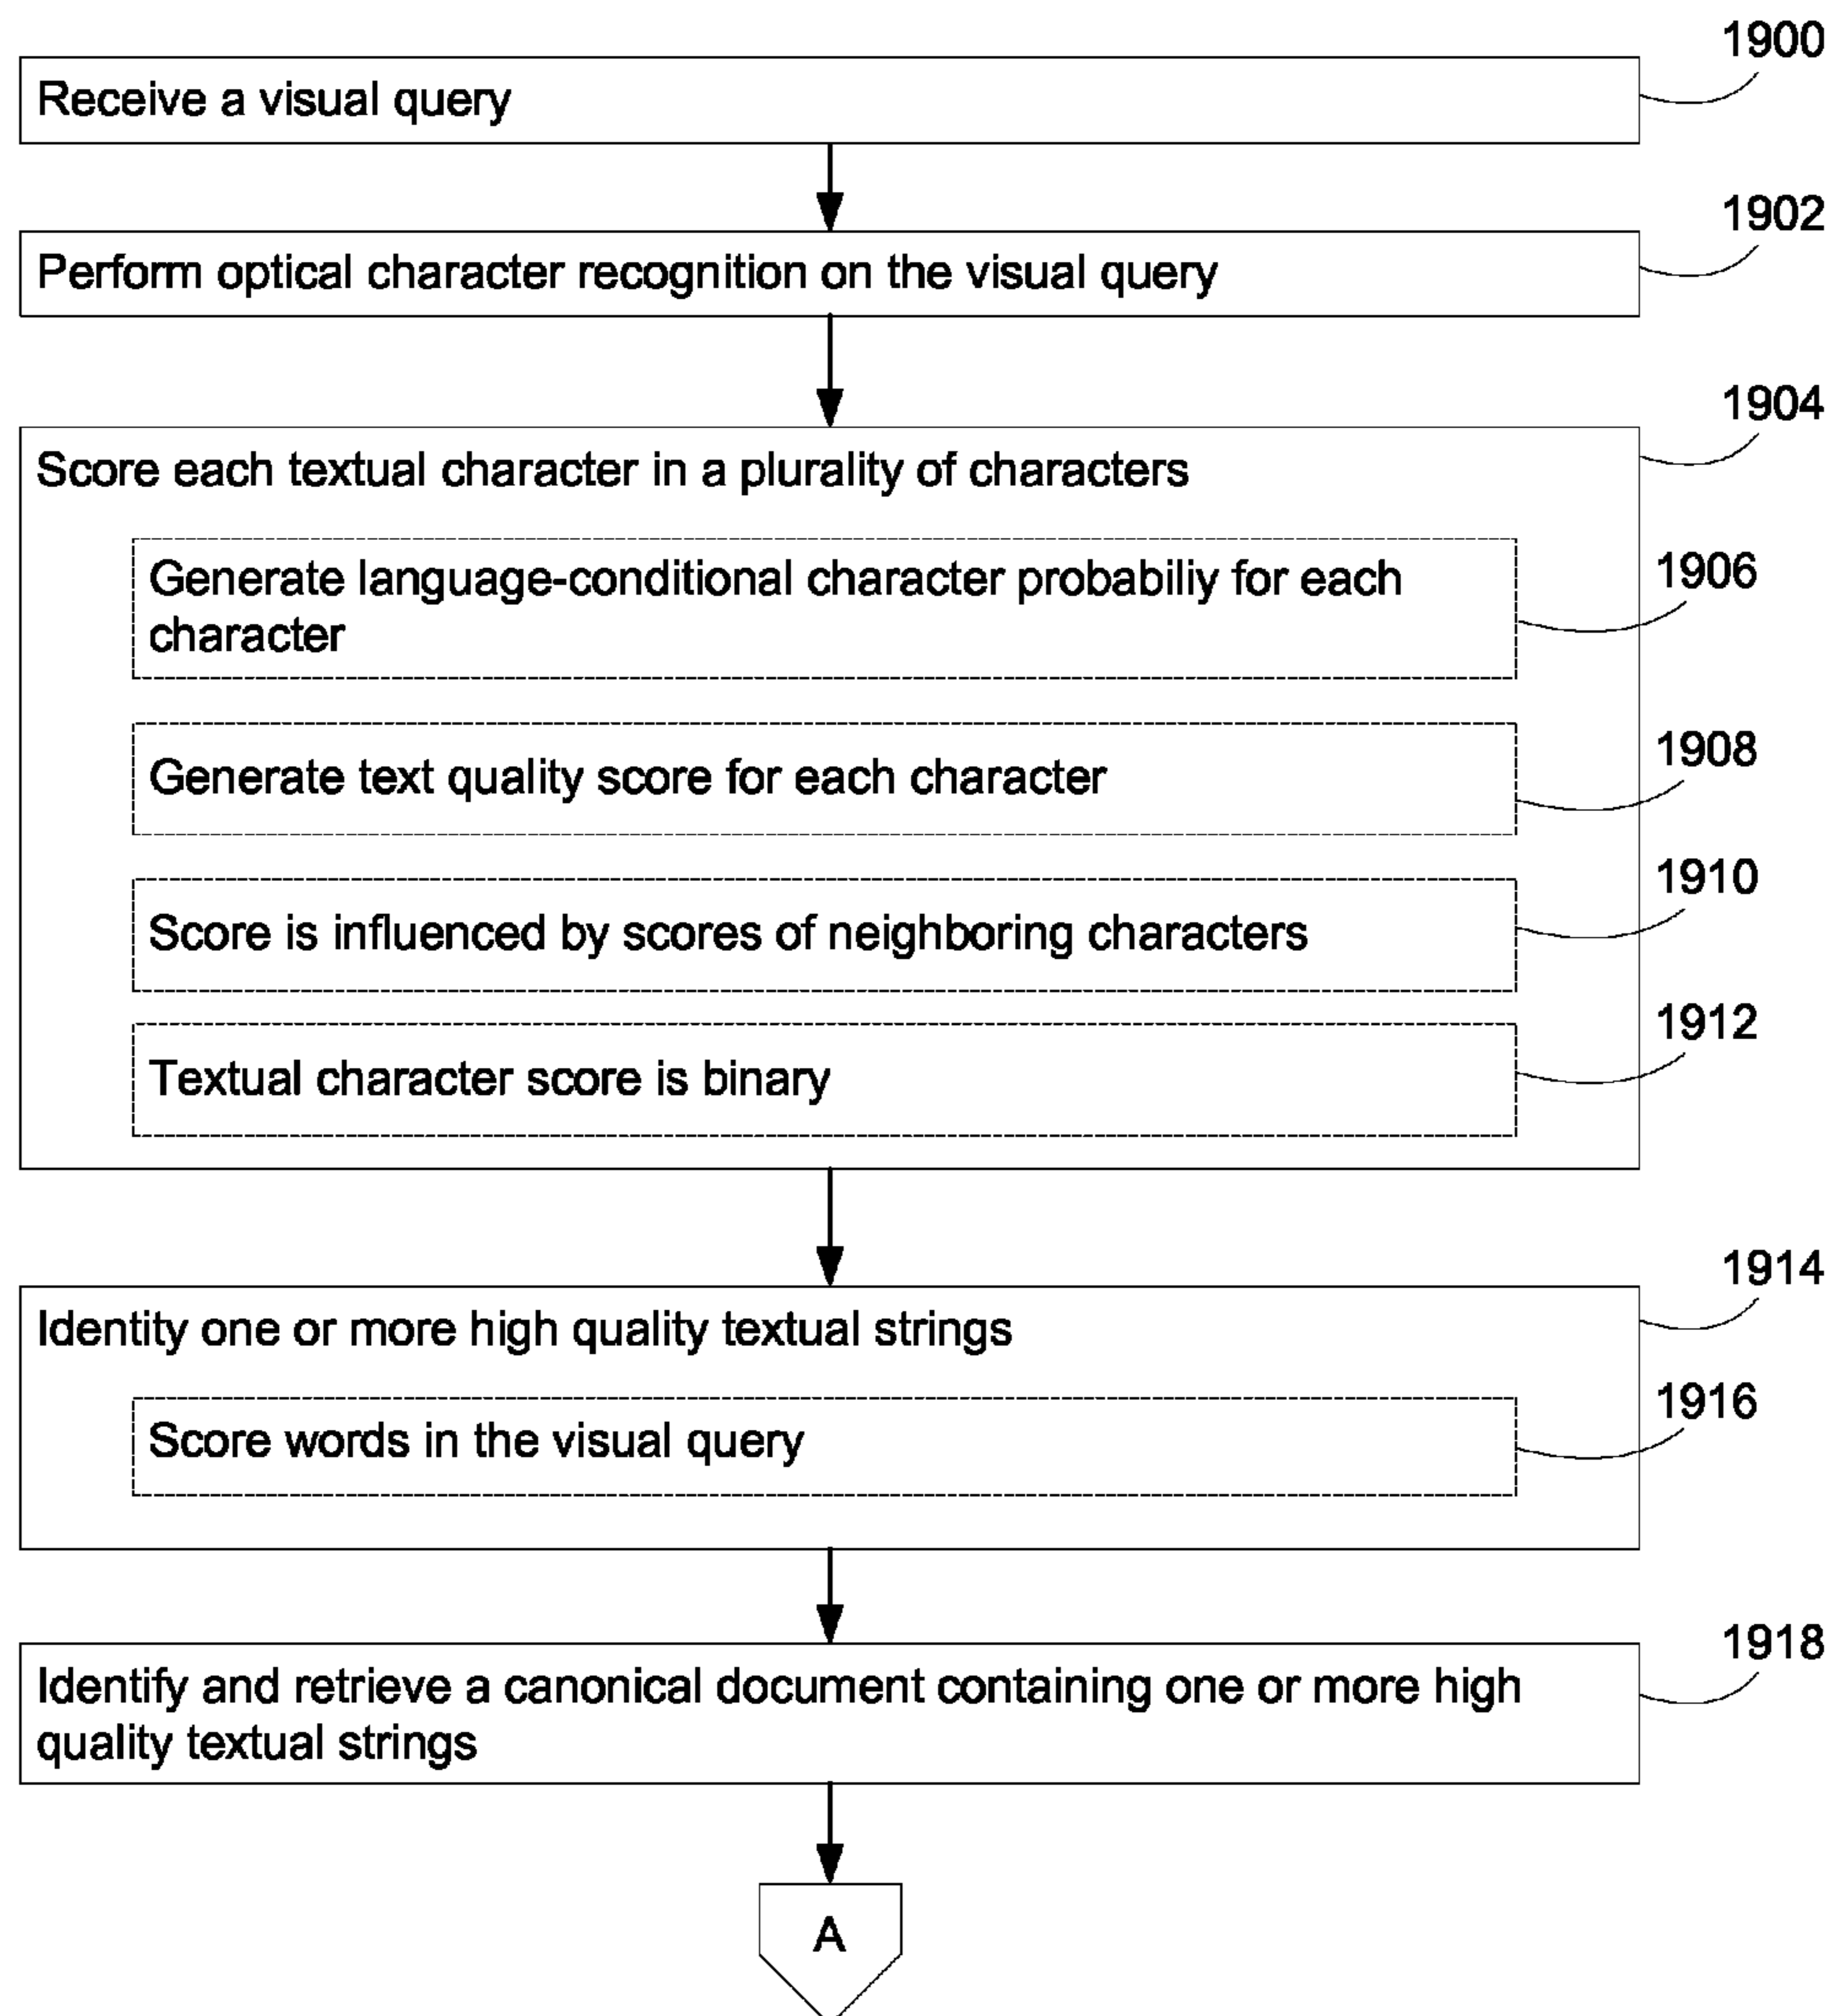 1900
Receive a visual query
1902
Perform optical character recognition on the visual query
1904
Score each textual character in a plurality of characters
1906
Generate language-conditional character probabiliy for each
character
1908
Generate text quality score for each character
1910
Score is influenced by scores of neighboring characters
1912
Textual character score is binary
1914
Identity one or more high quality textual strings
1916
Score words in the visual query
1918
Identify and retrieve a canonical document containing one or more high
quality textual strings
A